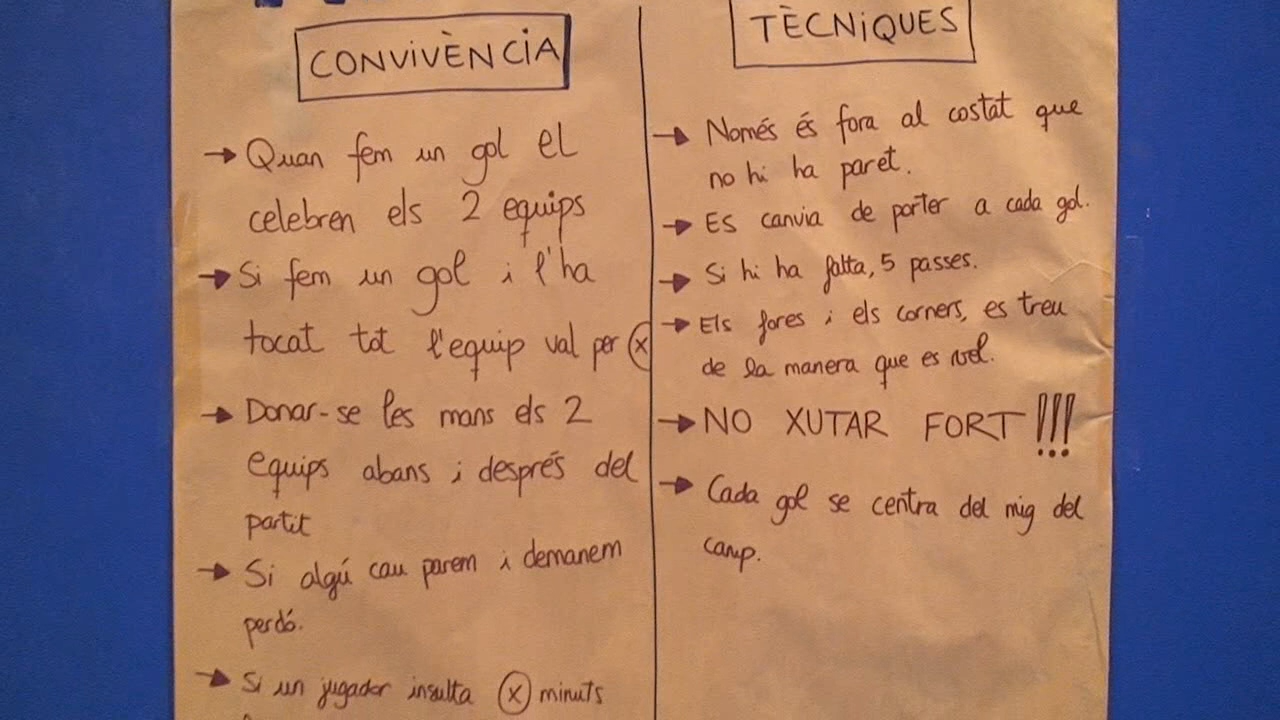 CONVIVÈNCIA
→ Quan fem un gol el
celebren els 2 equips
→ Si fem un gol i l'ha
tocat tot l'equip val per x
→ Donar-se les mans els 2
equips abans i després del
partit
→ Si algú cau parem i demanem
perdó.
→ Si un jugador insulta x minuts
TÈCNIQUES
→ Només és fora al costat que
no hi ha paret.
→ ES canvia de porter a cada gol.
→ Si hi ha falta, 5 passes.
→ Els fores i els corners, es treu
de la manera que es vol.
→ NO XUTAR FORT!!!
→ Cada gol se centra del mig del
camp.